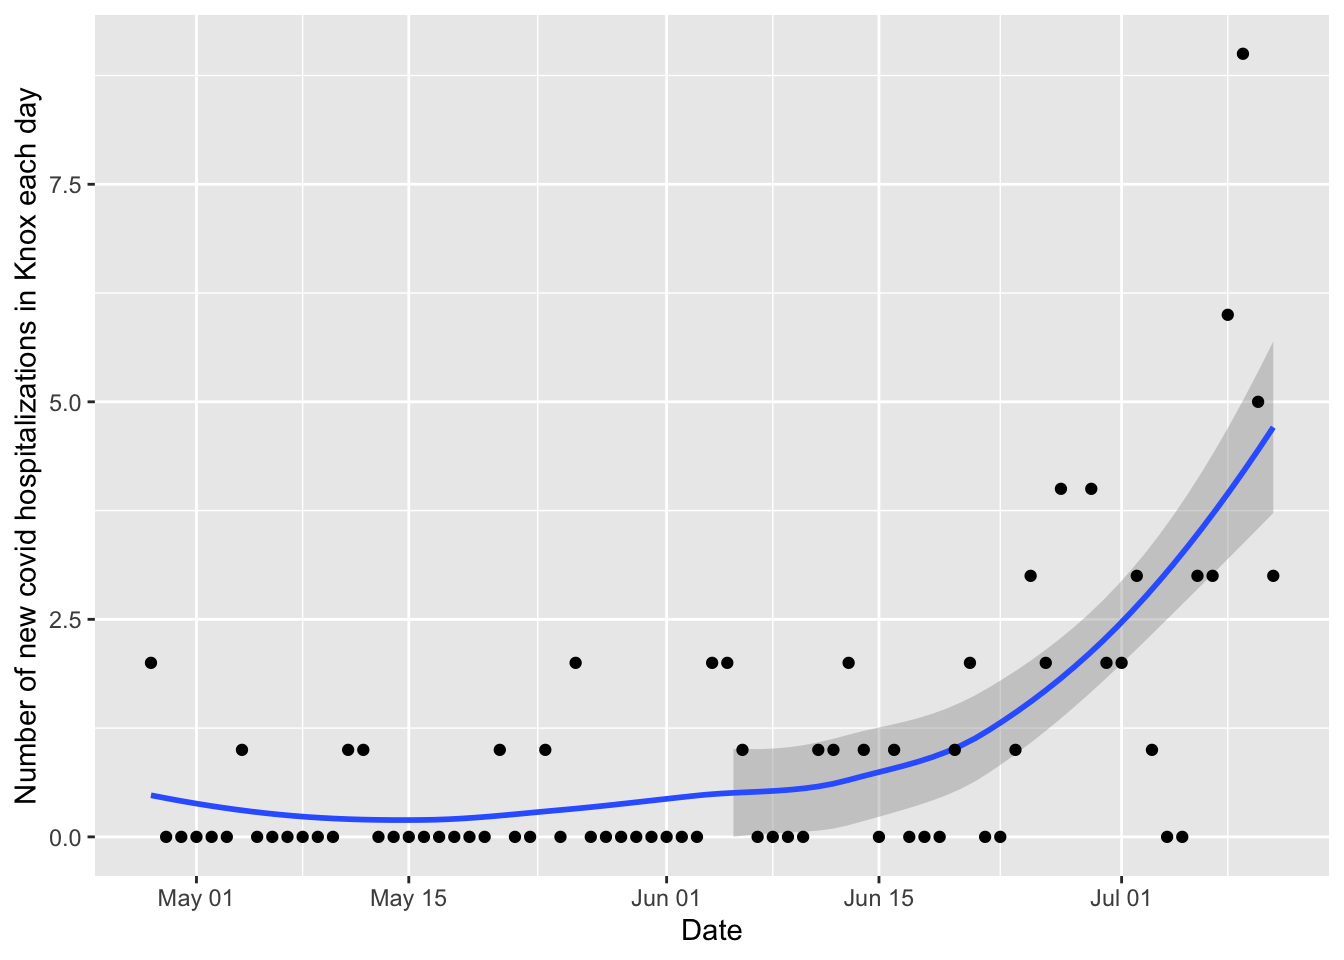 Number of new covid hospitalizations in Knox each day
7.5
5.0
2.5
0.0
May 01
May 15
Jun 01
Jun 15
Jul 01
Date